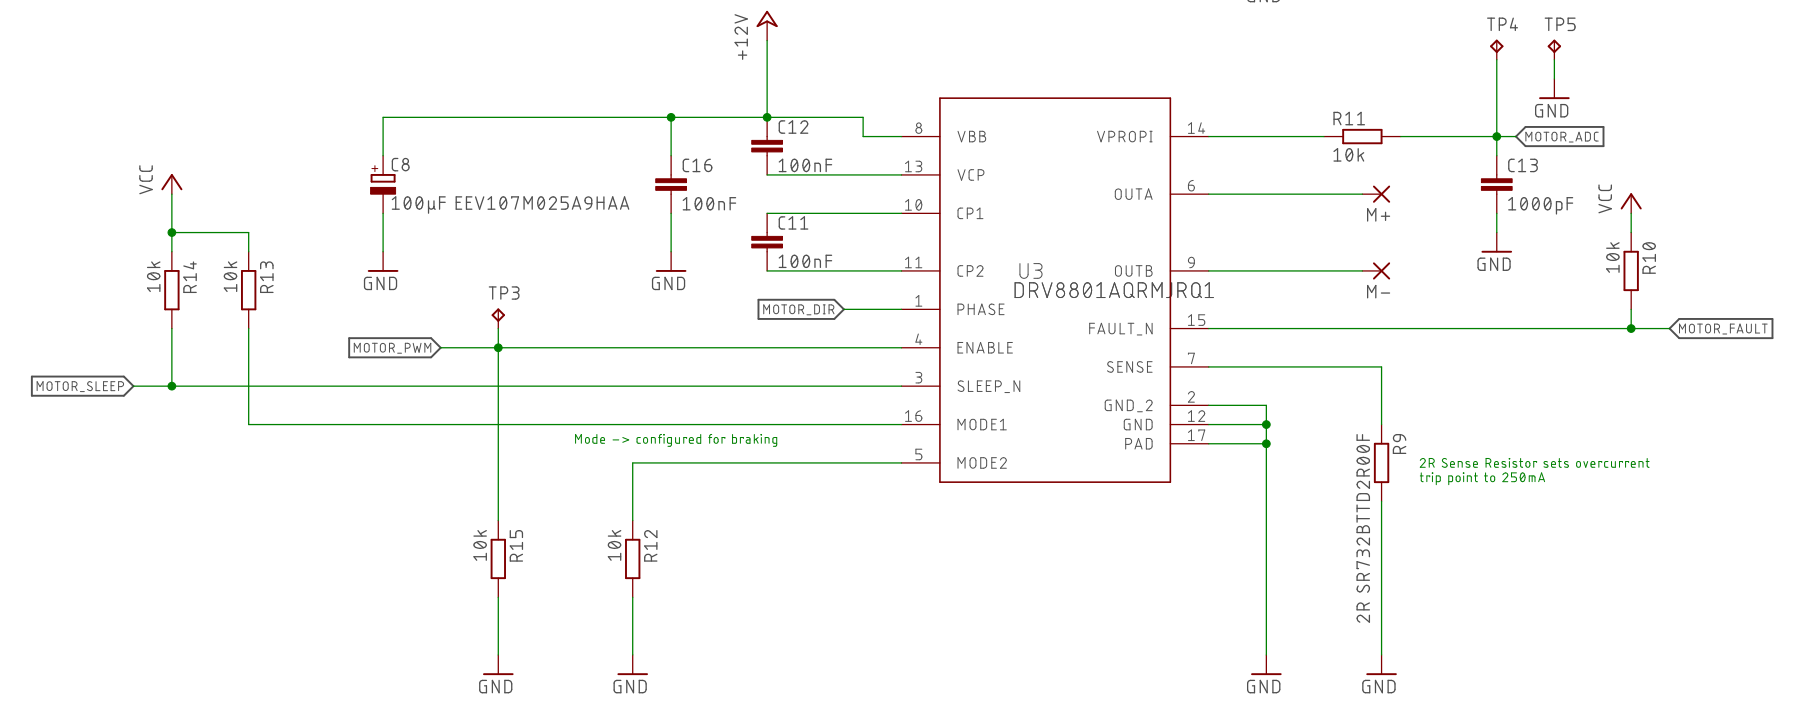 GND
TP4
TP5
+12V
GND
C12
100nF
8
VBB
VPROPI
14
R11
10k
MOTOR_ADC
VCC
+
C8
100µF EEV107M025A9HAA
C16
100nF
13
VCP
C13
1000pF
6
OUTA
M+
VCC
10
CP1
C11
100nF
10k
R14
10k
R13
GND
GND
11
CP2
U3
DRV8801AQRMJRQ1
OUTB
9
M-
GND
10k
R10
TP3
MOTOR_DIR
1
PHASE
FAULT_N
15
MOTOR_FAULT
MOTOR_PWM
4
ENABLE
SENSE
7
MOTOR_SLEEP
3
SLEEP_N
GND_2
2
16
MODE1
GND
12
Mode -> configured for braking
PAD
17
5
MODE2
R9
2R SR732BTTD2R00F
2R Sense Resistor sets overcurrent
trip point to 250mA
10k
R15
10k
R12
GND
GND
GND
GND